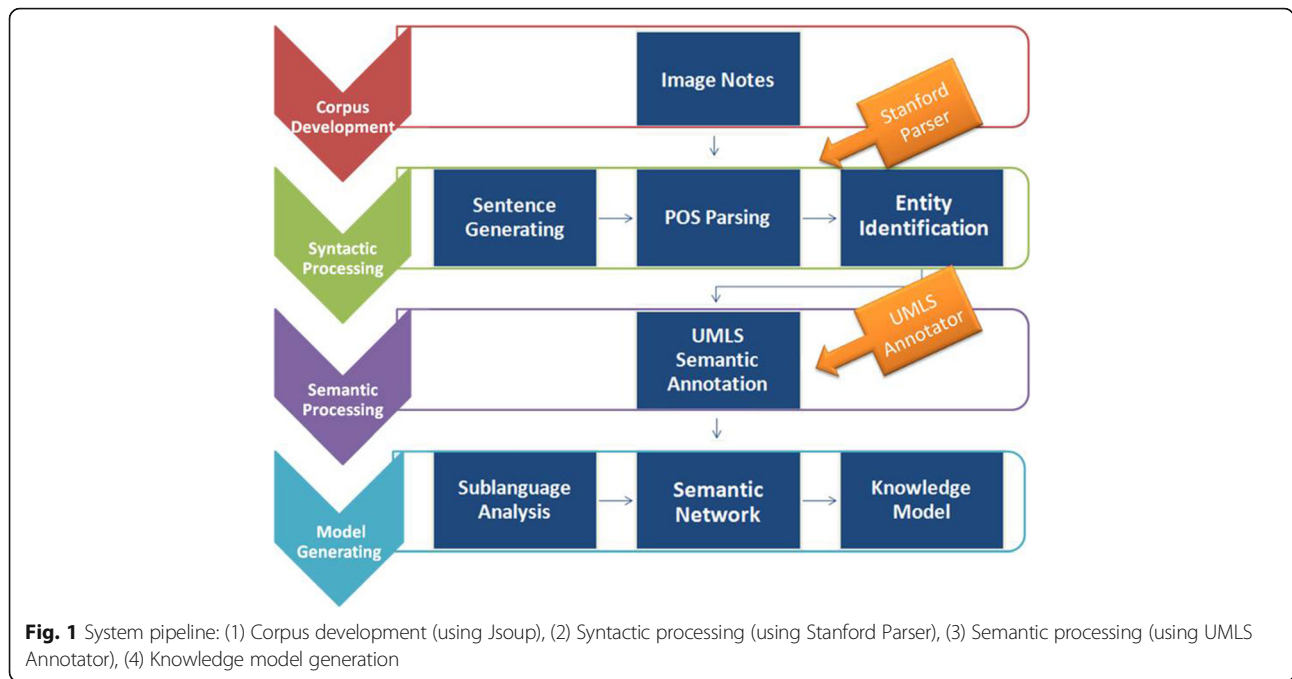 Corpus
Development
Image Notes
Stanford
Parser
Syntactic
Processing
Sentence
Generating
POS Parsing
Entity
Identification
Semantic
Processing
UMLS
Semantic
Annotation
UMLS
Annotator
Model
Generating
Sublanguage
Analysis
Semantic
Network
Knowledge
Model
Fig. 1 System pipeline: (1) Corpus development (using Jsoup), (2) Syntactic processing (using Stanford Parser), (3) Semantic processing (using UMLS
Annotator), (4) Knowledge model generation